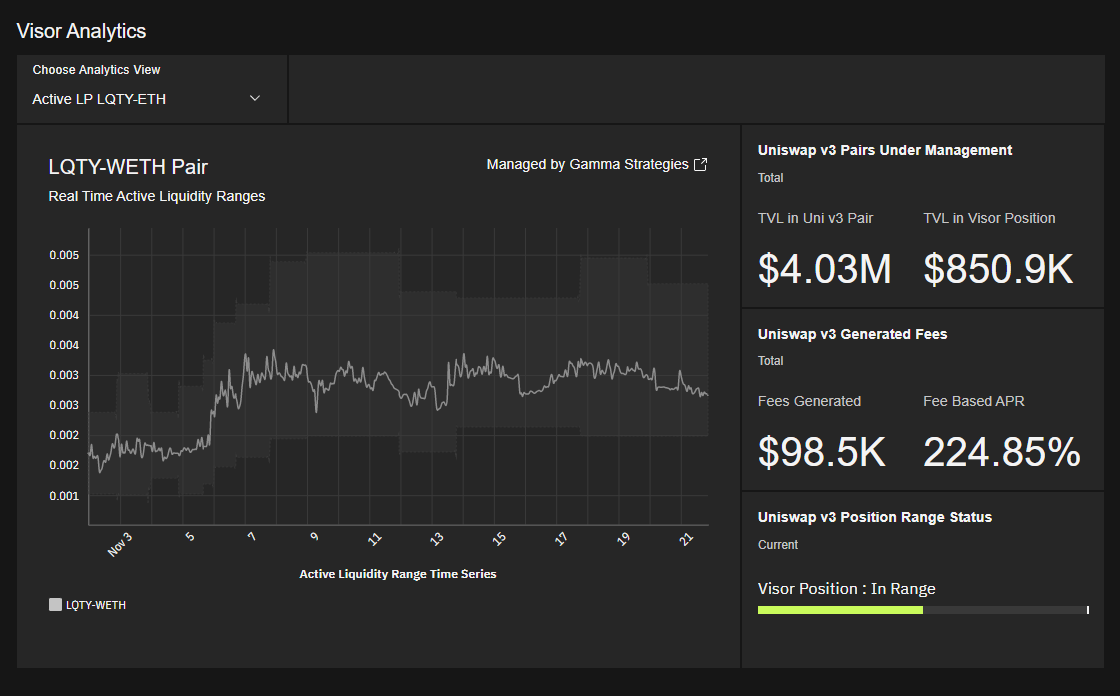 Visor Analytics
Choose Analytics View
Active LP LQTY-ETH
LQTY-WETH Pair
Managed by Gamma Strategies
Real Time Active Liquidity Ranges
0.005
0.005
0.004
0.004
0.003
0.003
0.002
0.002
0.001
Nov 3
5
7
9
11
13
15
17
19
21
Active Liquidity Range Time Series
LQTY-WETH
Uniswap v3 Pairs Under Management
Total
TVL in Uni v3 Pair
TVL in Visor Position
$4.03M
$850.9K
Uniswap v3 Generated Fees
Total
Fees Generated
Fee Based APR
$98.5K
224.85%
Uniswap v3 Position Range Status
Current
Visor Position : In Range